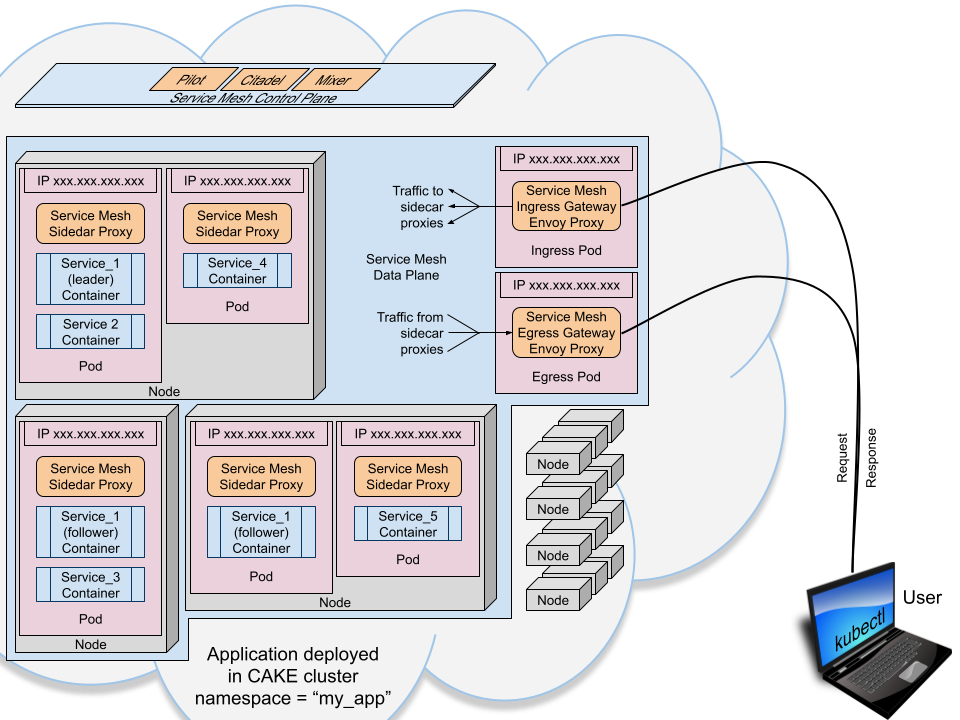 Pilot
Citadel
Mixer
Service Mesh Control Plane
IP xxx.xxx.xxx.xxx
Service Mesh
Sidedar Proxy
Service_1
(leader)
Container
Service 2
Container
Pod
IP xxx.xxx.xxx.xxx
Service Mesh
Sidedar Proxy
Service_4
Container
Pod
Node
Traffic to
sidecar
proxies
Service Mesh
Data Plane
Traffic from
sidecar
proxies
IP xxx.xxx.xxx.xxx
Service Mesh
Ingress Gateway
Envoy Proxy
Ingress Pod
IP xxx.xxx.xxx.xxx
Service Mesh
Egress Gateway
Envoy Proxy
Egress Pod
IP xxx.xxx.xxx.xxx
Service Mesh
Sidedar Proxy
Service_1
(follower)
Container
Service_3
Container
Pod
Node
IP xxx.xxx.xxx.xxx
Service Mesh
Sidedar Proxy
Service_1
(follower)
Container
Pod
IP xxx.xxx.xxx.xxx
Service Mesh
Sidedar Proxy
Service_5
Container
Pod
Node
Node
Node
Node
Node
Request
Response
User
kubectl
Application deployed
in CAKE cluster
namespace = “my_app”